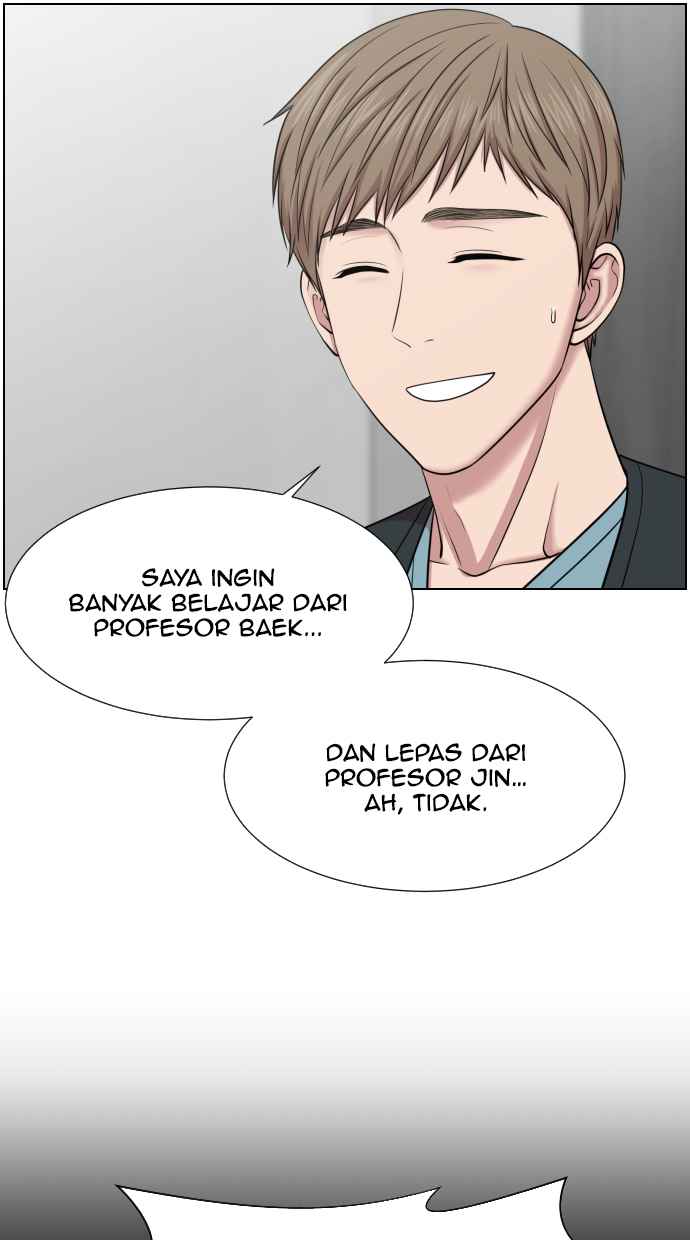 SAYA INGIN
BANYAK BELAJAR DARI
PROFESOR BAEK...
DAN LEPAS DARI
PROFESOR JIN...
AH, TIDAK.